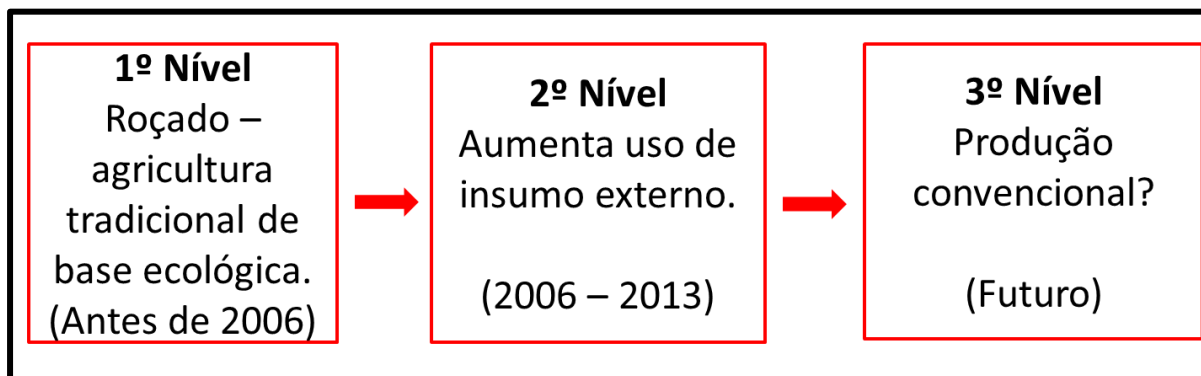 1º Nível
Roçado –
agricultura
tradicional de
base ecológica.
(Antes de 2006)
2º Nível
Aumenta uso de
insumo externo.
(2006 – 2013)
3º Nível
Produção
convencional?
(Futuro)